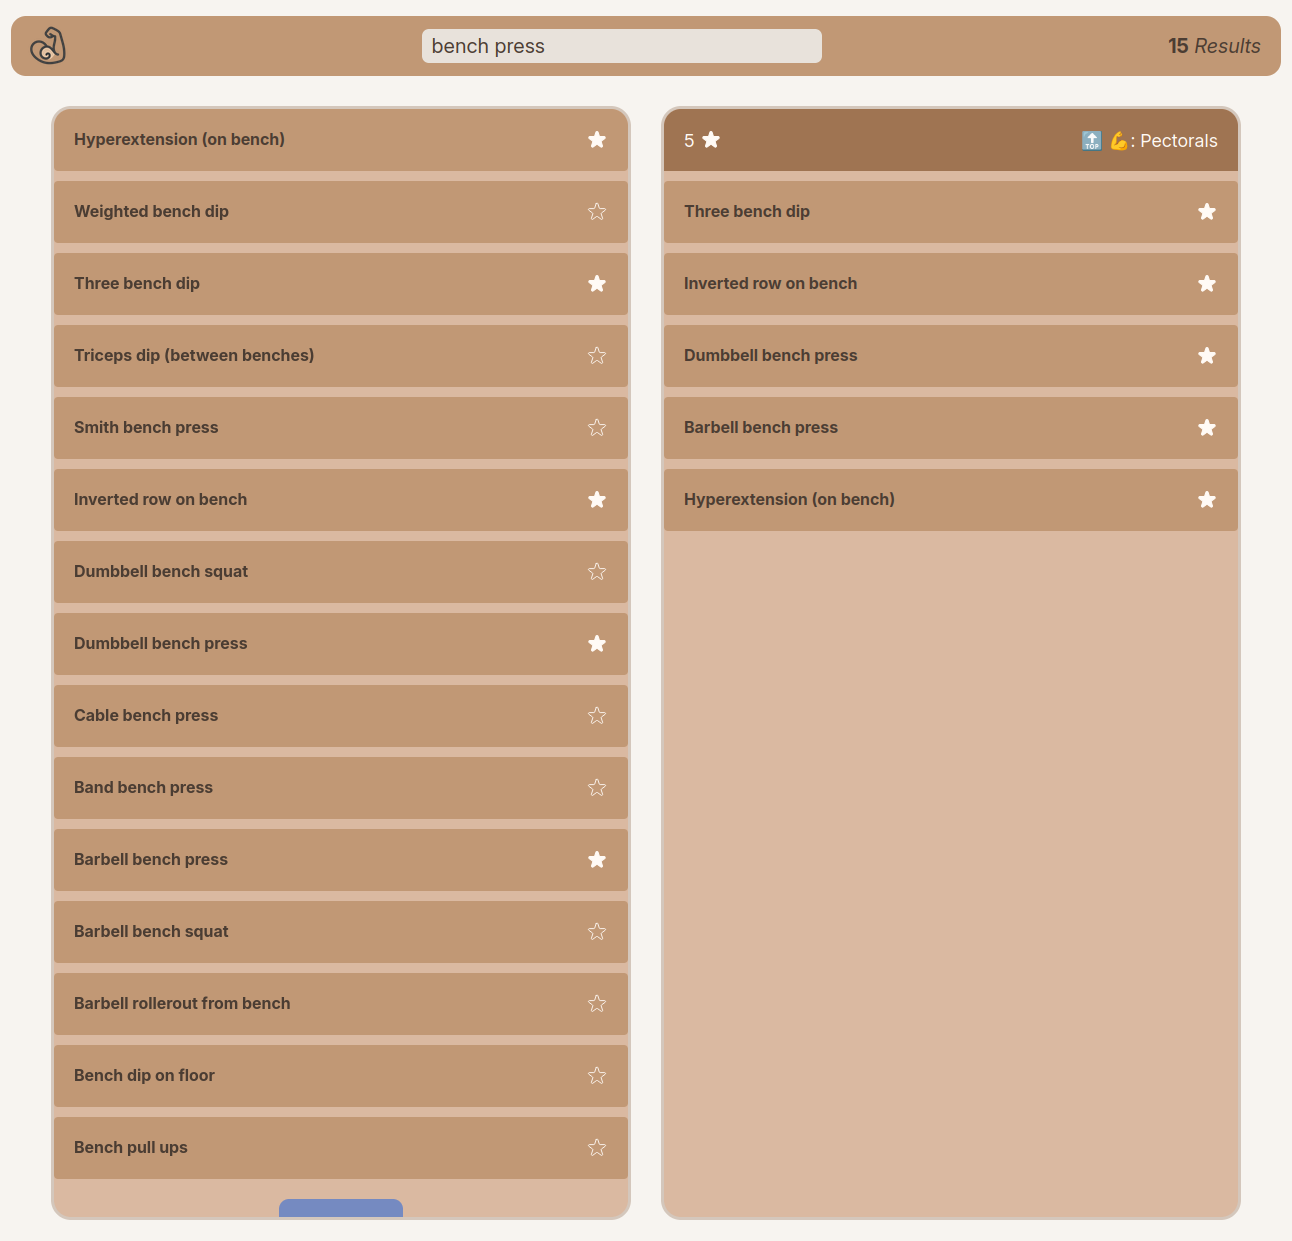 bench press
15 Results
Hyperextension (on bench)
Weighted bench dip
Three bench dip
Triceps dip (between benches)
Smith bench press
Inverted row on bench
Dumbbell bench squat
Dumbbell bench press
Cable bench press
Band bench press
Barbell bench press
Barbell bench squat
Barbell rollerout from bench
Bench dip on floor
Bench pull ups
5
🔝 💪: Pectorals
Three bench dip
Inverted row on bench
Dumbbell bench press
Barbell bench press
Hyperextension (on bench)